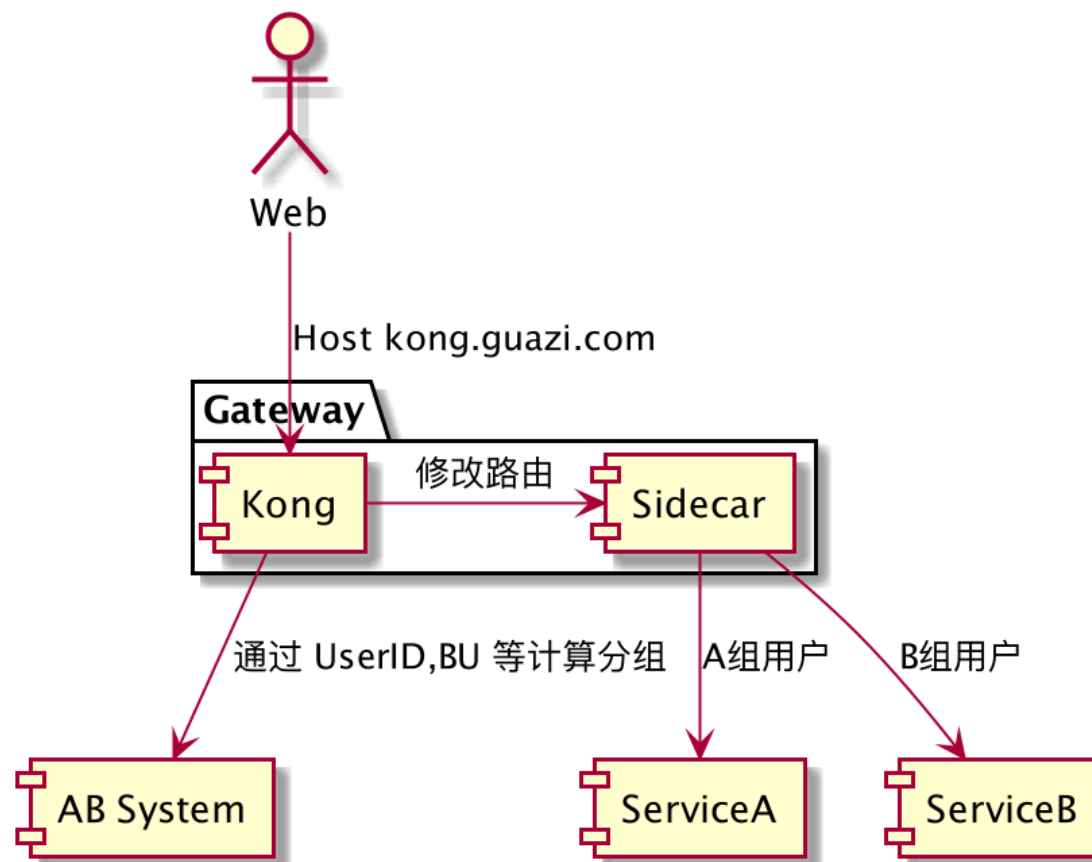 Web
Host kong.guazi.com
Gateway
Kong
修改路由
Sidecar
通过 UserID,BU 等计算分组
A组用户
B组用户
AB System
ServiceA
ServiceB